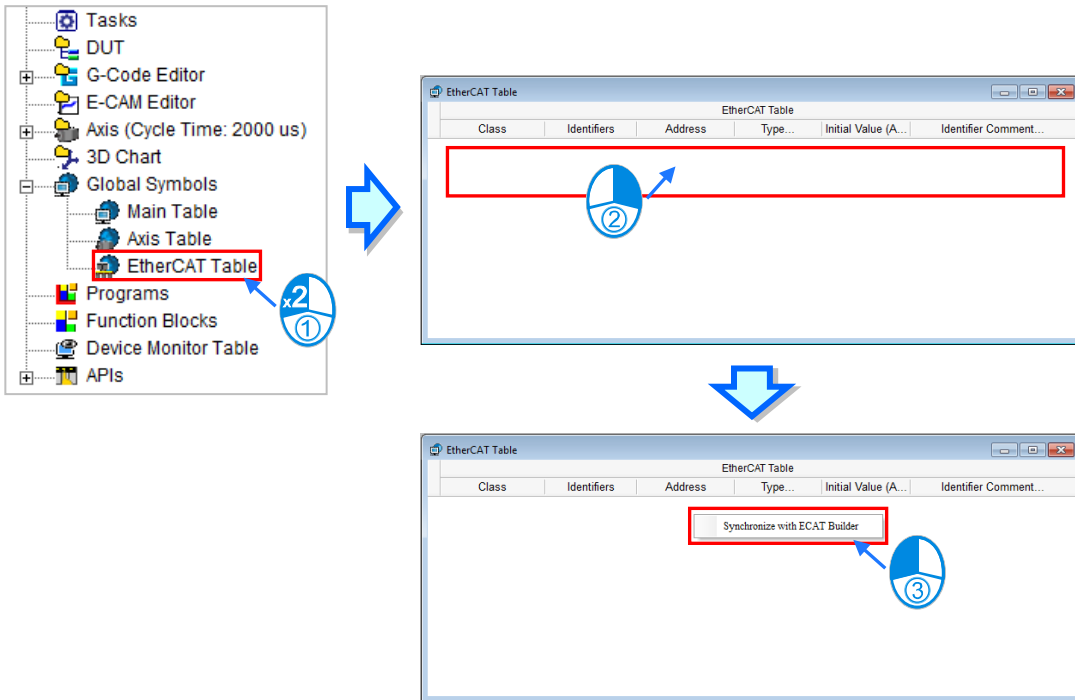 Tasks
DUT
G-Code Editor
E-CAM Editor
Axis (Cycle Time: 2000 us)
3D Chart
Global Symbols
Main Table
Axis Table
EtherCAT Table
Programs
Function Blocks
Device Monitor Table
APIs
x2
①
EtherCAT Table
EtherCAT Table
Class Identifiers Address Type... Initial Value (A... Identifier Comment...
②
EtherCAT Table
EtherCAT Table
Class Identifiers Address Type... Initial Value (A... Identifier Comment...
Synchronize with ECAT Builder
③